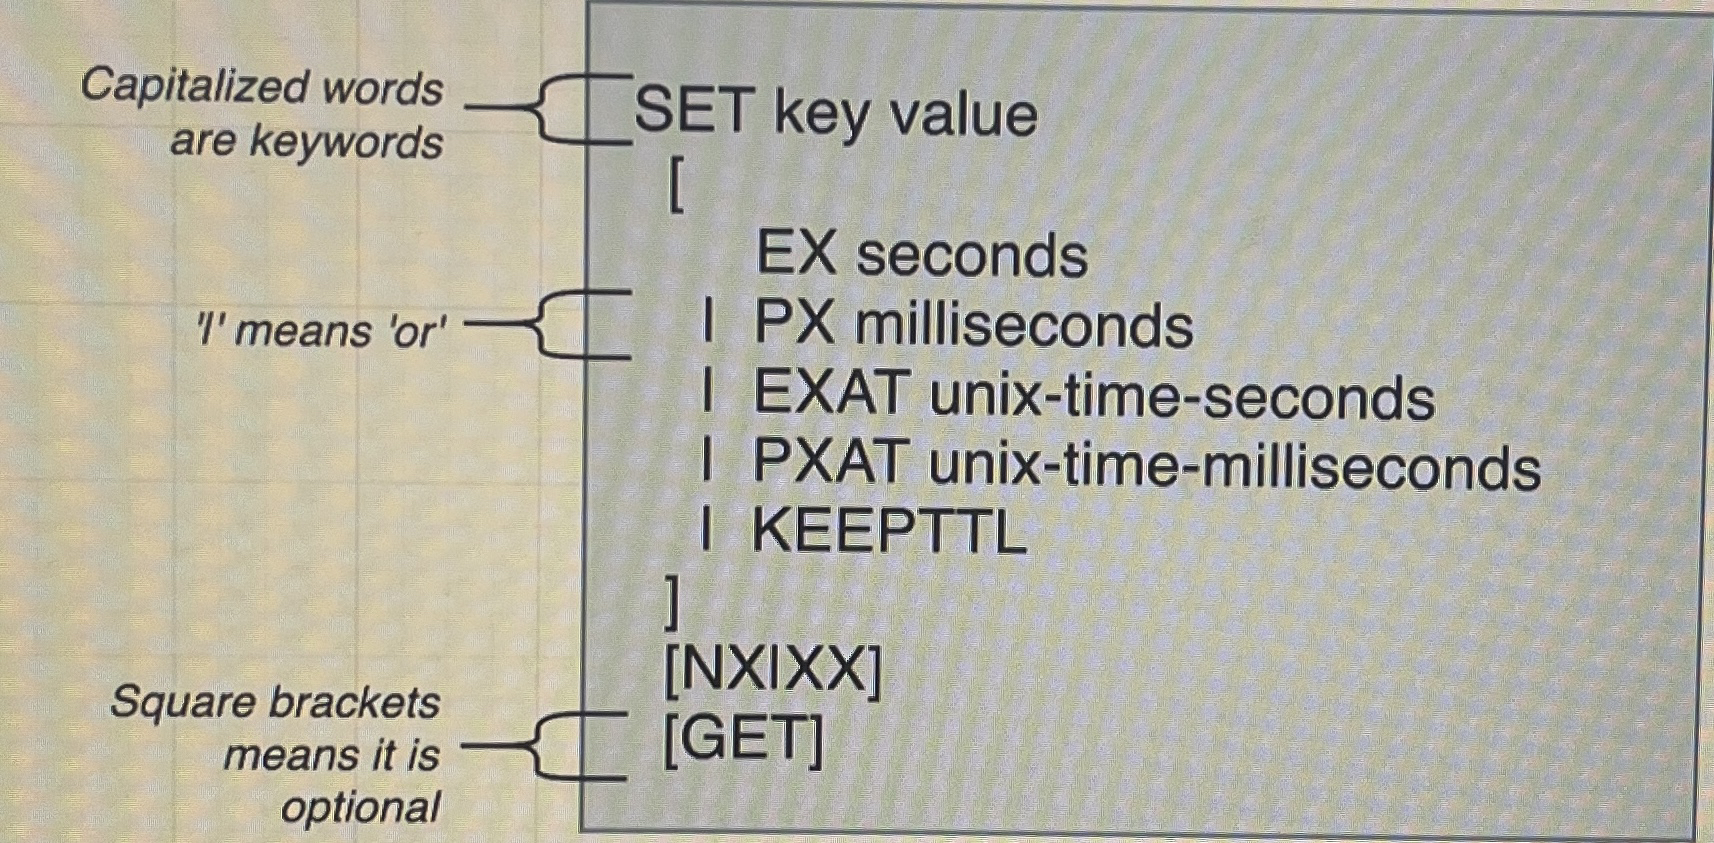 Capitalized words
are keywords
SET key value
[
EX seconds
'|' means 'or'
| PX milliseconds
| EXAT unix-time-seconds
| PXAT unix-time-milliseconds
| KEEPTTL
]
[NX|XX]
Square brackets
means it is
optional
[GET]